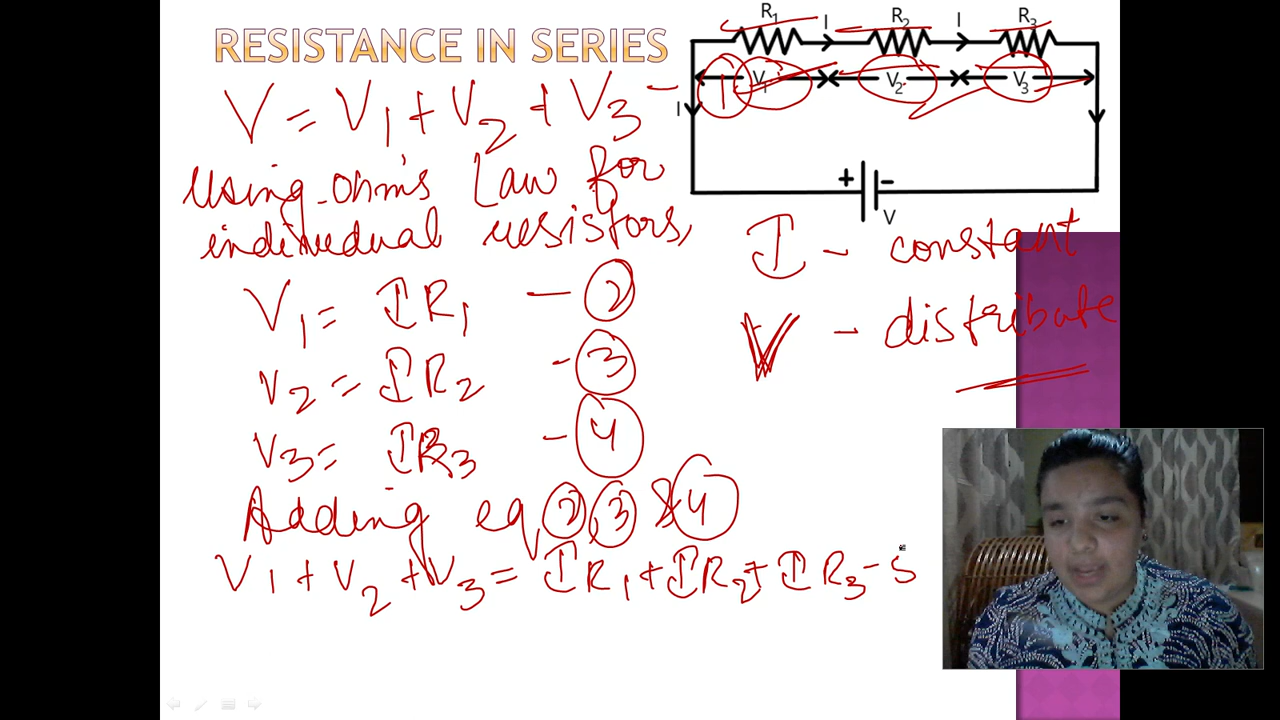 RESISTANCE IN SERIES
R1 I R2 I R3
V1 V2 V3
I
+ -
V
V = V1 + V2 + V3 - 1
Using Ohm's Law for
individual resistors,
V1 = IR1 - 2
V2 = IR2 - 3
V3 = IR3 - 4
I - constant
V - distribute
Adding eq 2, 3 & 4
V1 + V2 + V3 = IR1 + IR2 + IR3 - 5